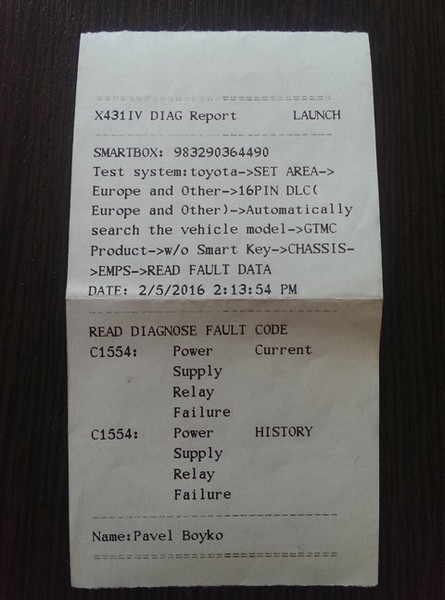 ==============================
X431IV DIAG Report LAUNCH
------------------------------
SMARTBOX: 983290364490
Test system:toyota->SET AREA->
Europe and Other->16PIN DLC(
Europe and Other)->Automatically
search the vehicle model->GTMC
Product->w/o Smart Key->CHASSIS-
>EMPS->READ FAULT DATA
DATE: 2/5/2016 2:13:54 PM
------------------------------
READ DIAGNOSE FAULT CODE
C1554: Power Current
Supply
Relay
Failure
C1554: Power HISTORY
Supply
Relay
Failure
------------------------------
Name:Pavel Boyko
==============================